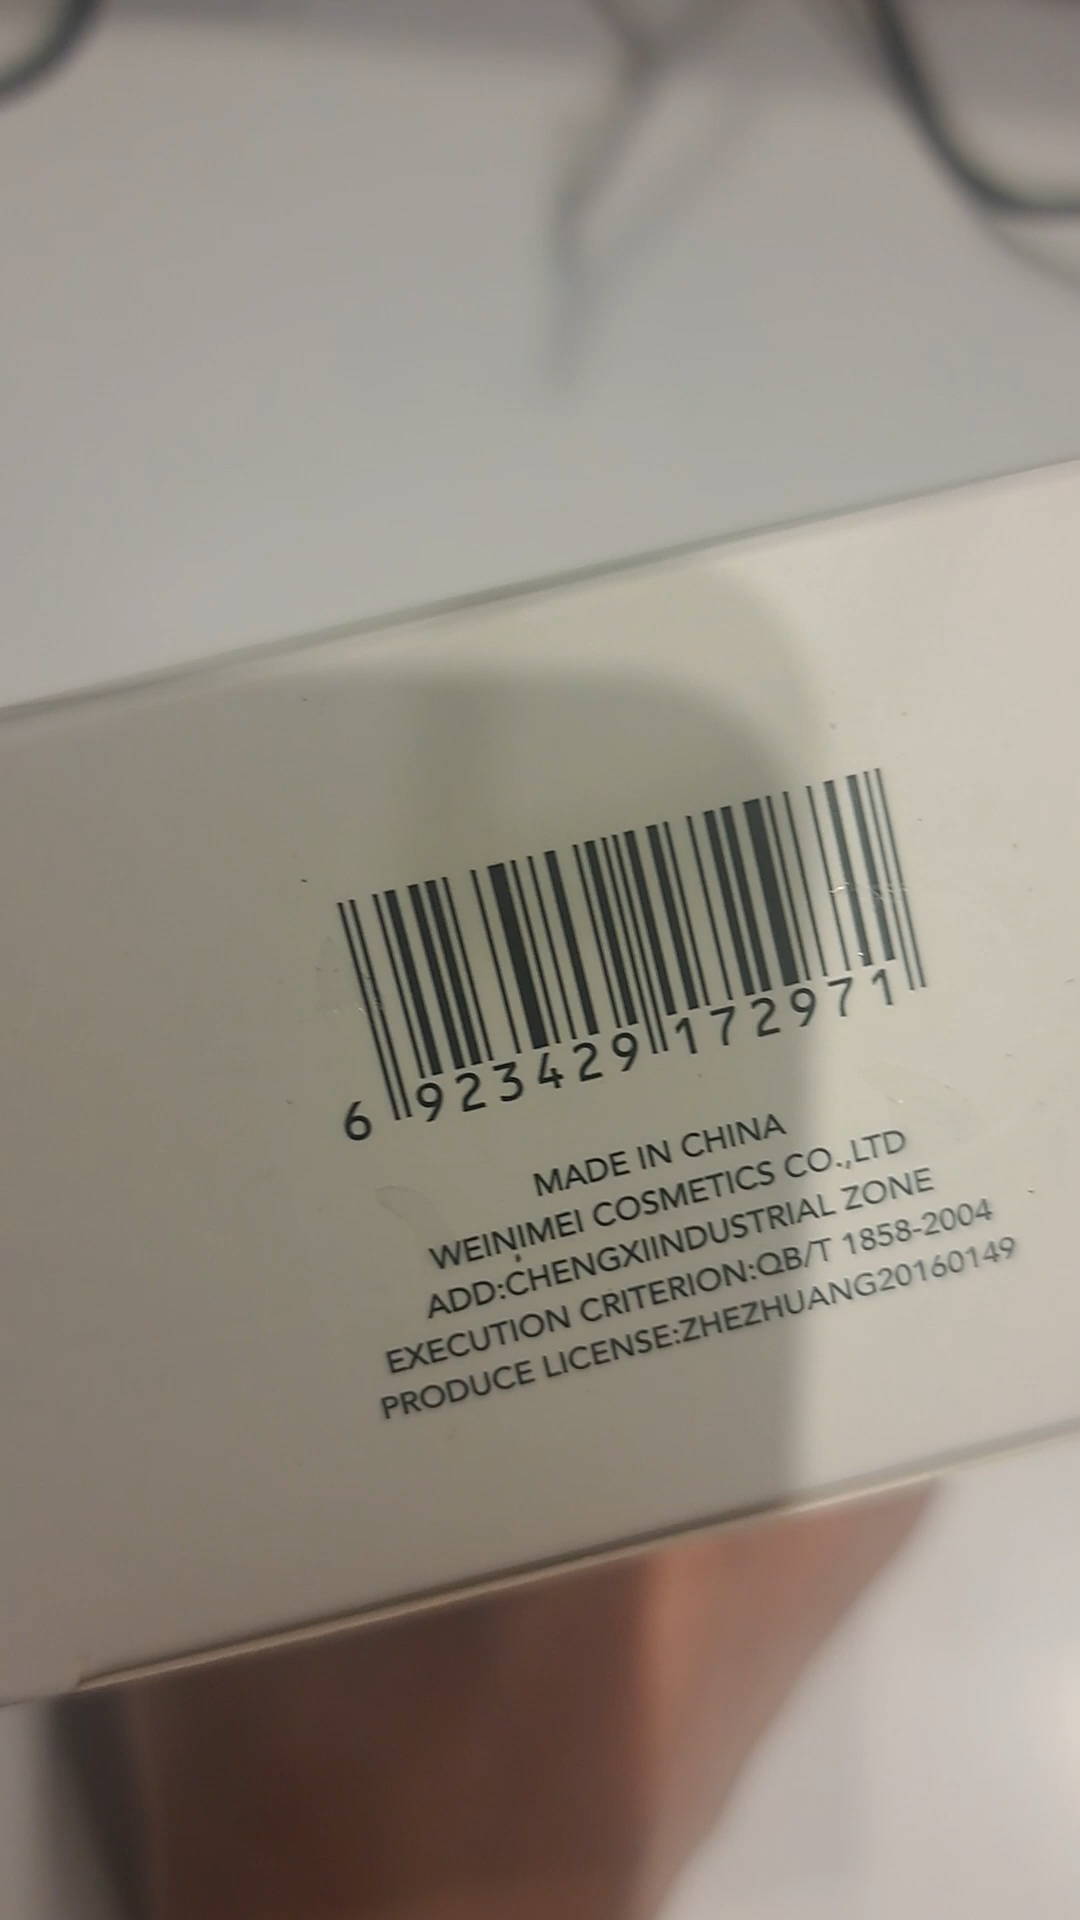 6 923429 172971
MADE IN CHINA
WEINIMEI COSMETICS CO.,LTD
ADD:CHENGXIINDUSTRIAL ZONE
EXECUTION CRITERION:QB/T 1858-2004
PRODUCE LICENSE:ZHEZHUANG20160149